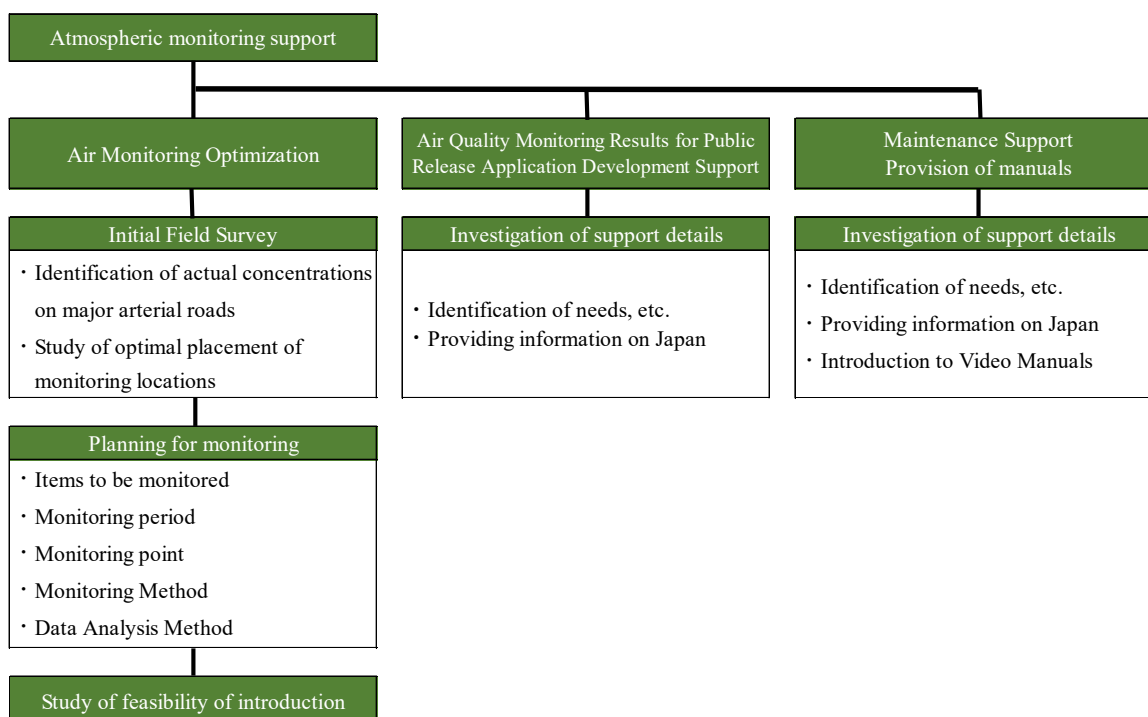 Atmospheric monitoring support
Air Monitoring Optimization
Initial Field Survey
・Identification of actual concentrations
on major arterial roads
・Study of optimal placement of
monitoring locations
Planning for monitoring
・Items to be monitored
・Monitoring period
・Monitoring point
・Monitoring Method
・Data Analysis Method
Study of feasibility of introduction
Air Quality Monitoring Results for Public
Release Application Development Support
Investigation of support details
・Identification of needs, etc.
・Providing information on Japan
Maintenance Support
Provision of manuals
Investigation of support details
・Identification of needs, etc.
・Providing information on Japan
・Introduction to Video Manuals